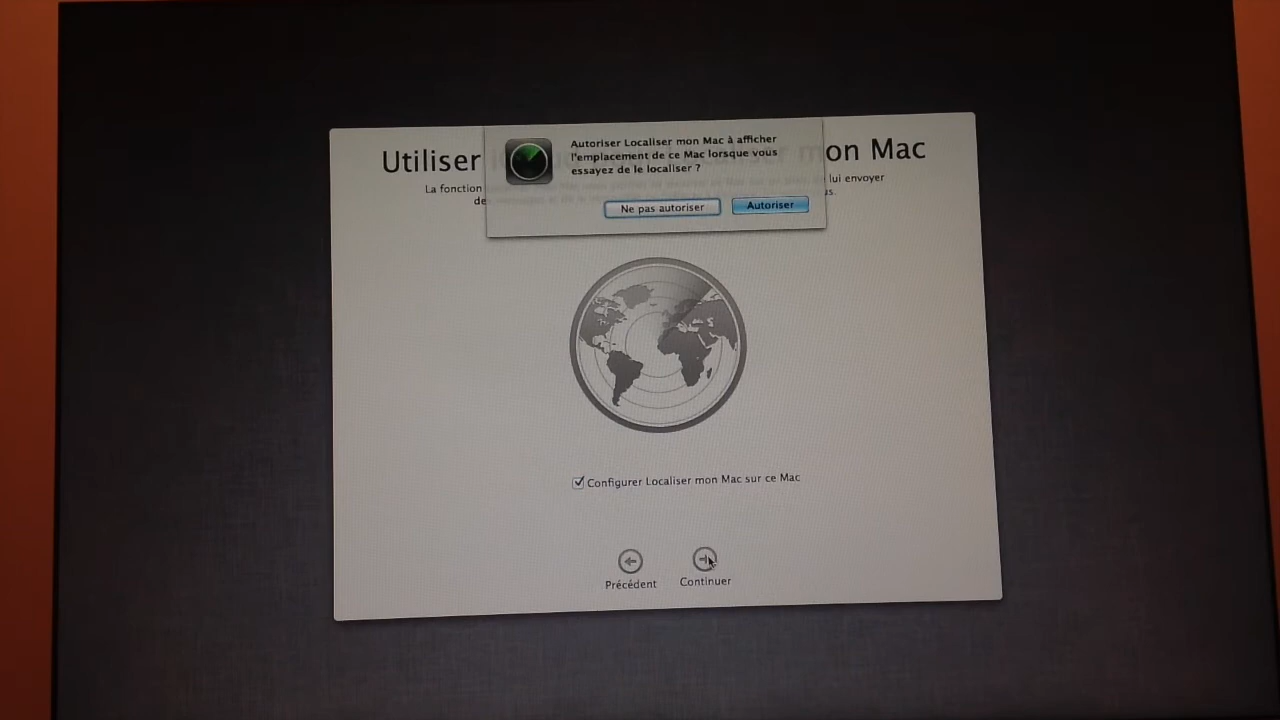 Autoriser Localiser mon Mac à afficher
l'emplacement de ce Mac lorsque vous
essayez de le localiser ?
Ne pas autoriser
Autoriser
Utiliser on Mac
La fonction lui envoyer
de
Configurer Localiser mon Mac sur ce Mac
Précédent
Continuer